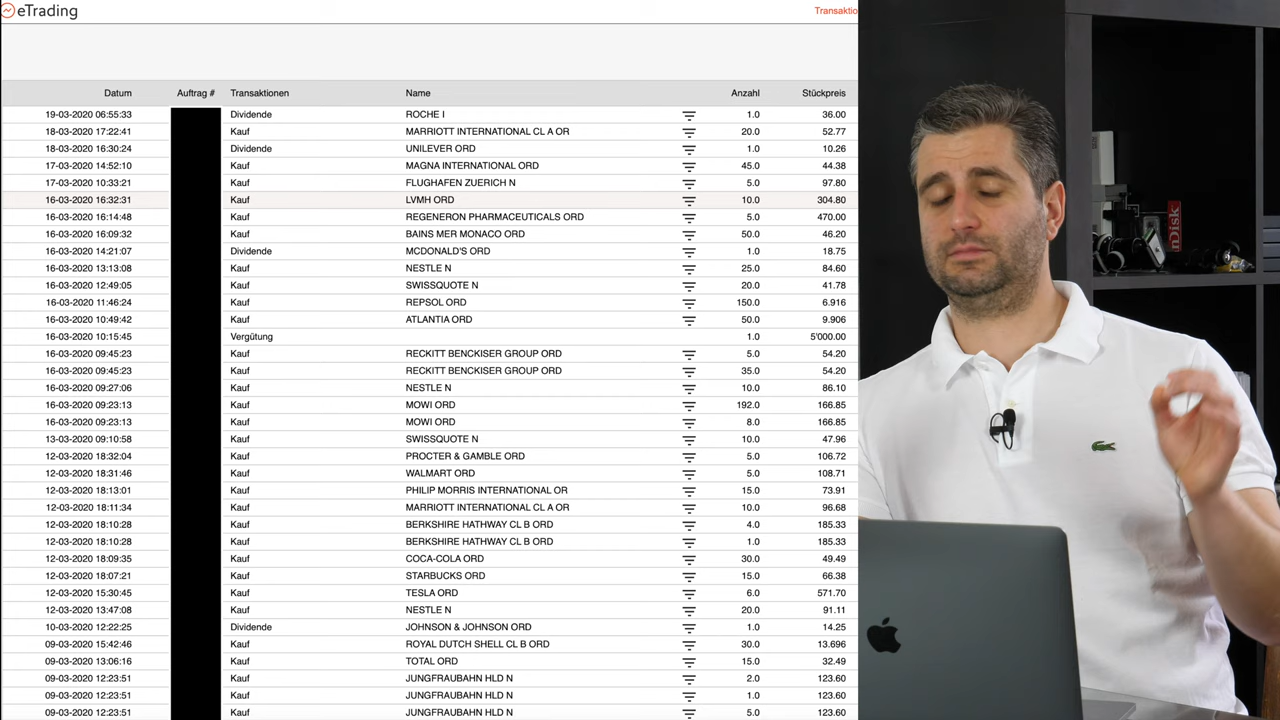 eTrading
Transaktio
Datum Auftrag # Transaktionen Name Anzahl Stückpreis
19-03-2020 06:55:33 Dividende ROCHE I 1.0 36.00
18-03-2020 17:22:41 Kauf MARRIOTT INTERNATIONAL CL A OR 20.0 52.77
18-03-2020 16:30:24 Dividende UNILEVER ORD 1.0 10.26
17-03-2020 14:52:10 Kauf MAGNA INTERNATIONAL ORD 45.0 44.38
17-03-2020 10:33:21 Kauf FLUGHAFEN ZUERICH N 5.0 97.80
16-03-2020 16:32:31 Kauf LVMH ORD 10.0 304.80
16-03-2020 16:14:48 Kauf REGENERON PHARMACEUTICALS ORD 5.0 470.00
16-03-2020 16:09:32 Kauf BAINS MER MONACO ORD 50.0 46.20
16-03-2020 14:21:07 Dividende MCDONALD'S ORD 1.0 18.75
16-03-2020 13:13:08 Kauf NESTLE N 25.0 84.60
16-03-2020 12:49:05 Kauf SWISSQUOTE N 20.0 41.78
16-03-2020 11:46:24 Kauf REPSOL ORD 150.0 6.916
16-03-2020 10:49:42 Kauf ATLANTIA ORD 50.0 9.906
16-03-2020 10:15:45 Vergütung 1.0 5'000.00
16-03-2020 09:45:23 Kauf RECKITT BENCKISER GROUP ORD 5.0 54.20
16-03-2020 09:45:23 Kauf RECKITT BENCKISER GROUP ORD 35.0 54.20
16-03-2020 09:27:06 Kauf NESTLE N 10.0 86.10
16-03-2020 09:23:13 Kauf MOWI ORD 192.0 166.85
16-03-2020 09:23:13 Kauf MOWI ORD 8.0 166.85
13-03-2020 09:10:58 Kauf SWISSQUOTE N 10.0 47.96
12-03-2020 18:32:04 Kauf PROCTER & GAMBLE ORD 5.0 106.72
12-03-2020 18:31:46 Kauf WALMART ORD 5.0 108.71
12-03-2020 18:13:01 Kauf PHILIP MORRIS INTERNATIONAL OR 15.0 73.91
12-03-2020 18:11:34 Kauf MARRIOTT INTERNATIONAL CL A OR 10.0 96.68
12-03-2020 18:10:28 Kauf BERKSHIRE HATHWAY CL B ORD 4.0 185.33
12-03-2020 18:10:28 Kauf BERKSHIRE HATHWAY CL B ORD 1.0 185.33
12-03-2020 18:09:35 Kauf COCA-COLA ORD 30.0 49.49
12-03-2020 18:07:21 Kauf STARBUCKS ORD 15.0 66.38
12-03-2020 15:30:45 Kauf TESLA ORD 6.0 571.70
12-03-2020 13:47:08 Kauf NESTLE N 20.0 91.11
10-03-2020 12:22:25 Dividende JOHNSON & JOHNSON ORD 1.0 14.25
09-03-2020 15:42:46 Kauf ROYAL DUTCH SHELL CL B ORD 30.0 13.696
09-03-2020 13:06:16 Kauf TOTAL ORD 15.0 32.49
09-03-2020 12:23:51 Kauf JUNGFRAUBAHN HLD N 2.0 123.60
09-03-2020 12:23:51 Kauf JUNGFRAUBAHN HLD N 1.0 123.60
09-03-2020 12:23:51 Kauf JUNGFRAUBAHN HLD N 5.0 123.60